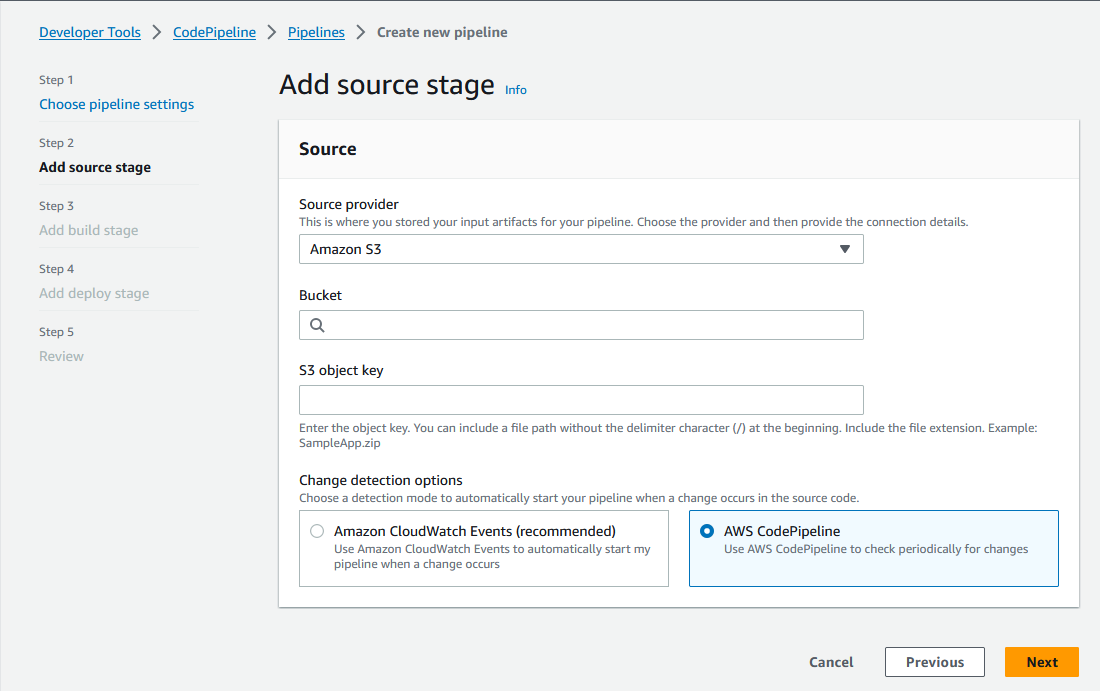 Developer Tools > CodePipeline > Pipelines > Create new pipeline
Step 1
Choose pipeline settings
Step 2
Add source stage
Step 3
Add build stage
Step 4
Add deploy stage
Step 5
Review
Add source stage Info
Source
Source provider
This is where you stored your input artifacts for your pipeline. Choose the provider and then provide the connection details.
Amazon S3
Bucket
S3 object key
Enter the object key. You can include a file path without the delimiter character (/) at the beginning. Include the file extension. Example:
SampleApp.zip
Change detection options
Choose a detection mode to automatically start your pipeline when a change occurs in the source code.
Amazon CloudWatch Events (recommended)
Use Amazon CloudWatch Events to automatically start my
pipeline when a change occurs
AWS CodePipeline
Use AWS CodePipeline to check periodically for changes
Cancel Previous Next